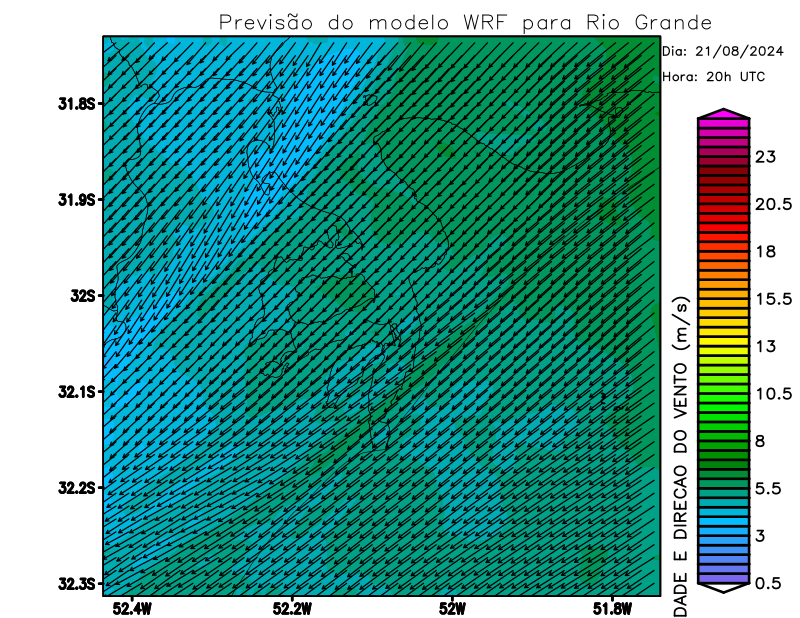 Previsão do modelo WRF para Rio Grande
Dia: 21/08/2024
Hora: 20h UTC
31.8S
31.9S
32S
32.1S
32.2S
32.3S
52.4W
52.2W
52W
51.8W
23
20.5
18
15.5
13
10.5
8
5.5
3
0.5
DADE E DIRECAO DO VENTO (m/s)